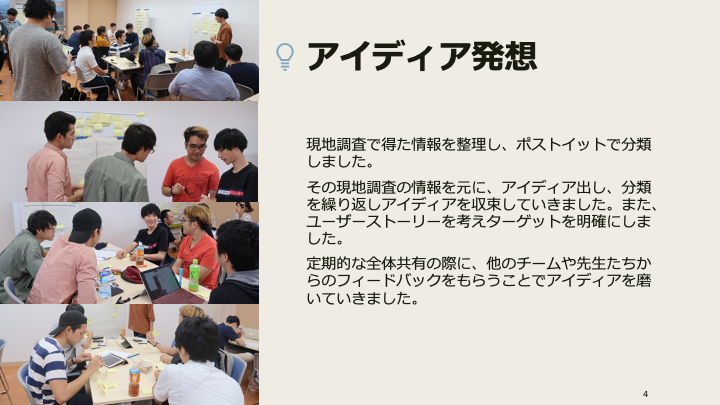 アイディア発想
現地調査で得た情報を整理し、ポストイットで分類
しました。
その現地調査の情報を元に、アイディア出し、分類
を繰り返しアイディアを収束していきました。また、
ユーザーストーリーを考えターゲットを明確にしま
した。
定期的な全体共有の際に、他のチームや先生たちか
らのフィードバックをもらうことでアイディアを磨
いていきました。
4